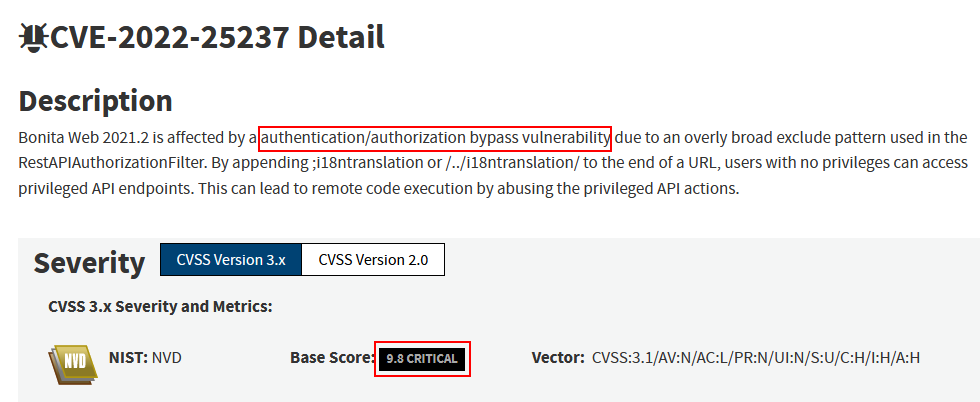 CVE-2022-25237 Detail
Description
Bonita Web 2021.2 is affected by a authentication/authorization bypass vulnerability due to an overly broad exclude pattern used in the
RestAPIAuthorizationFilter. By appending ;i18ntranslation or /../i18ntranslation/ to the end of a URL, users with no privileges can access
privileged API endpoints. This can lead to remote code execution by abusing the privileged API actions.
Severity CVSS Version 3.x CVSS Version 2.0
CVSS 3.x Severity and Metrics:
NVD NIST: NVD Base Score: 9.8 CRITICAL Vector: CVSS:3.1/AV:N/AC:L/PR:N/UI:N/S:U/C:H/I:H/A:H